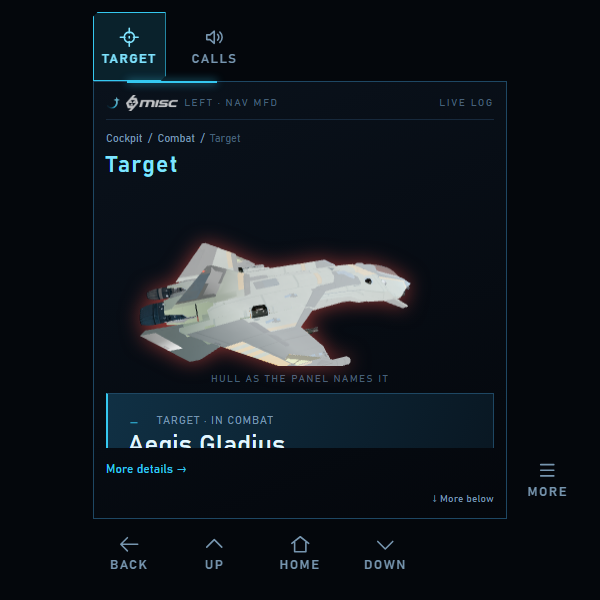 TARGET
CALLS
misc LEFT · NAV MFD
LIVE LOG
Cockpit / Combat / Target
Target
HULL AS THE PANEL NAMES IT
– TARGET · IN COMBAT
Aegis Gladius
More details →
↓ More below
MORE
BACK
UP
HOME
DOWN